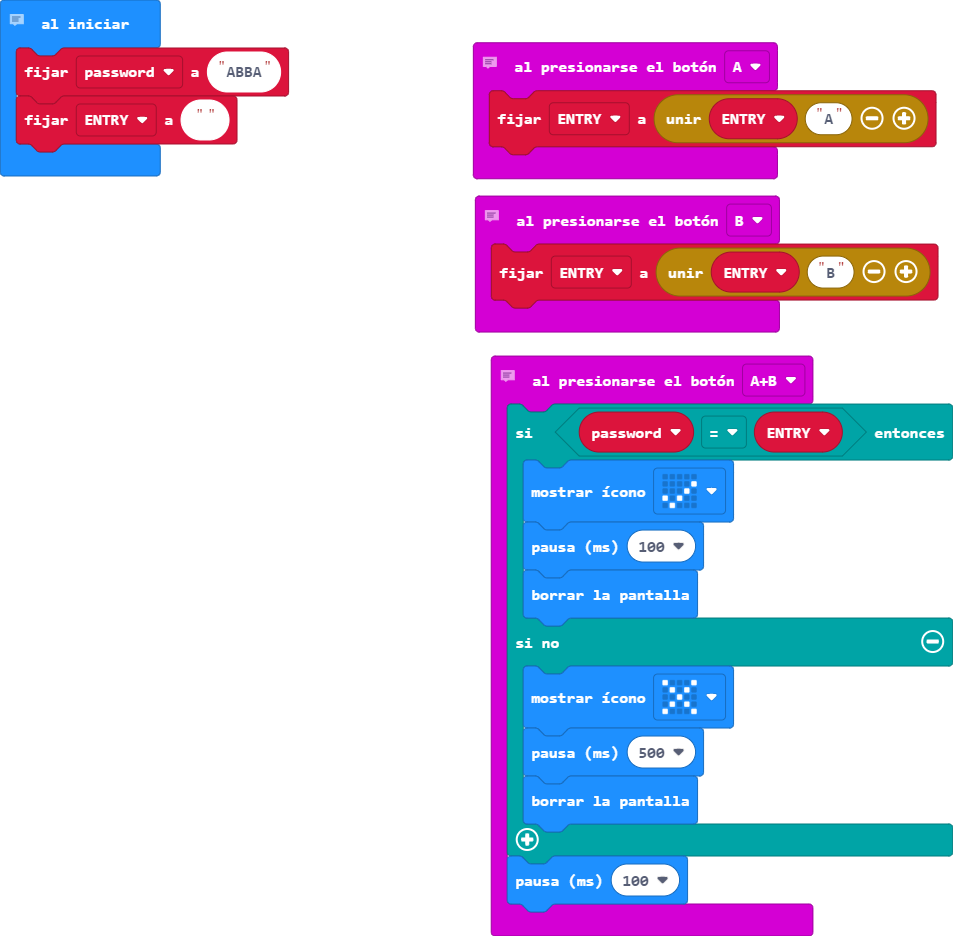 al iniciar
fijar password a "ABBA"
fijar ENTRY a " "
al presionarse el botón A
fijar ENTRY a unir ENTRY "A"
al presionarse el botón B
fijar ENTRY a unir ENTRY "B"
al presionarse el botón A+B
si password = ENTRY entonces
mostrar ícono
pausa (ms) 100
borrar la pantalla
si no
mostrar ícono
pausa (ms) 500
borrar la pantalla
pausa (ms) 100